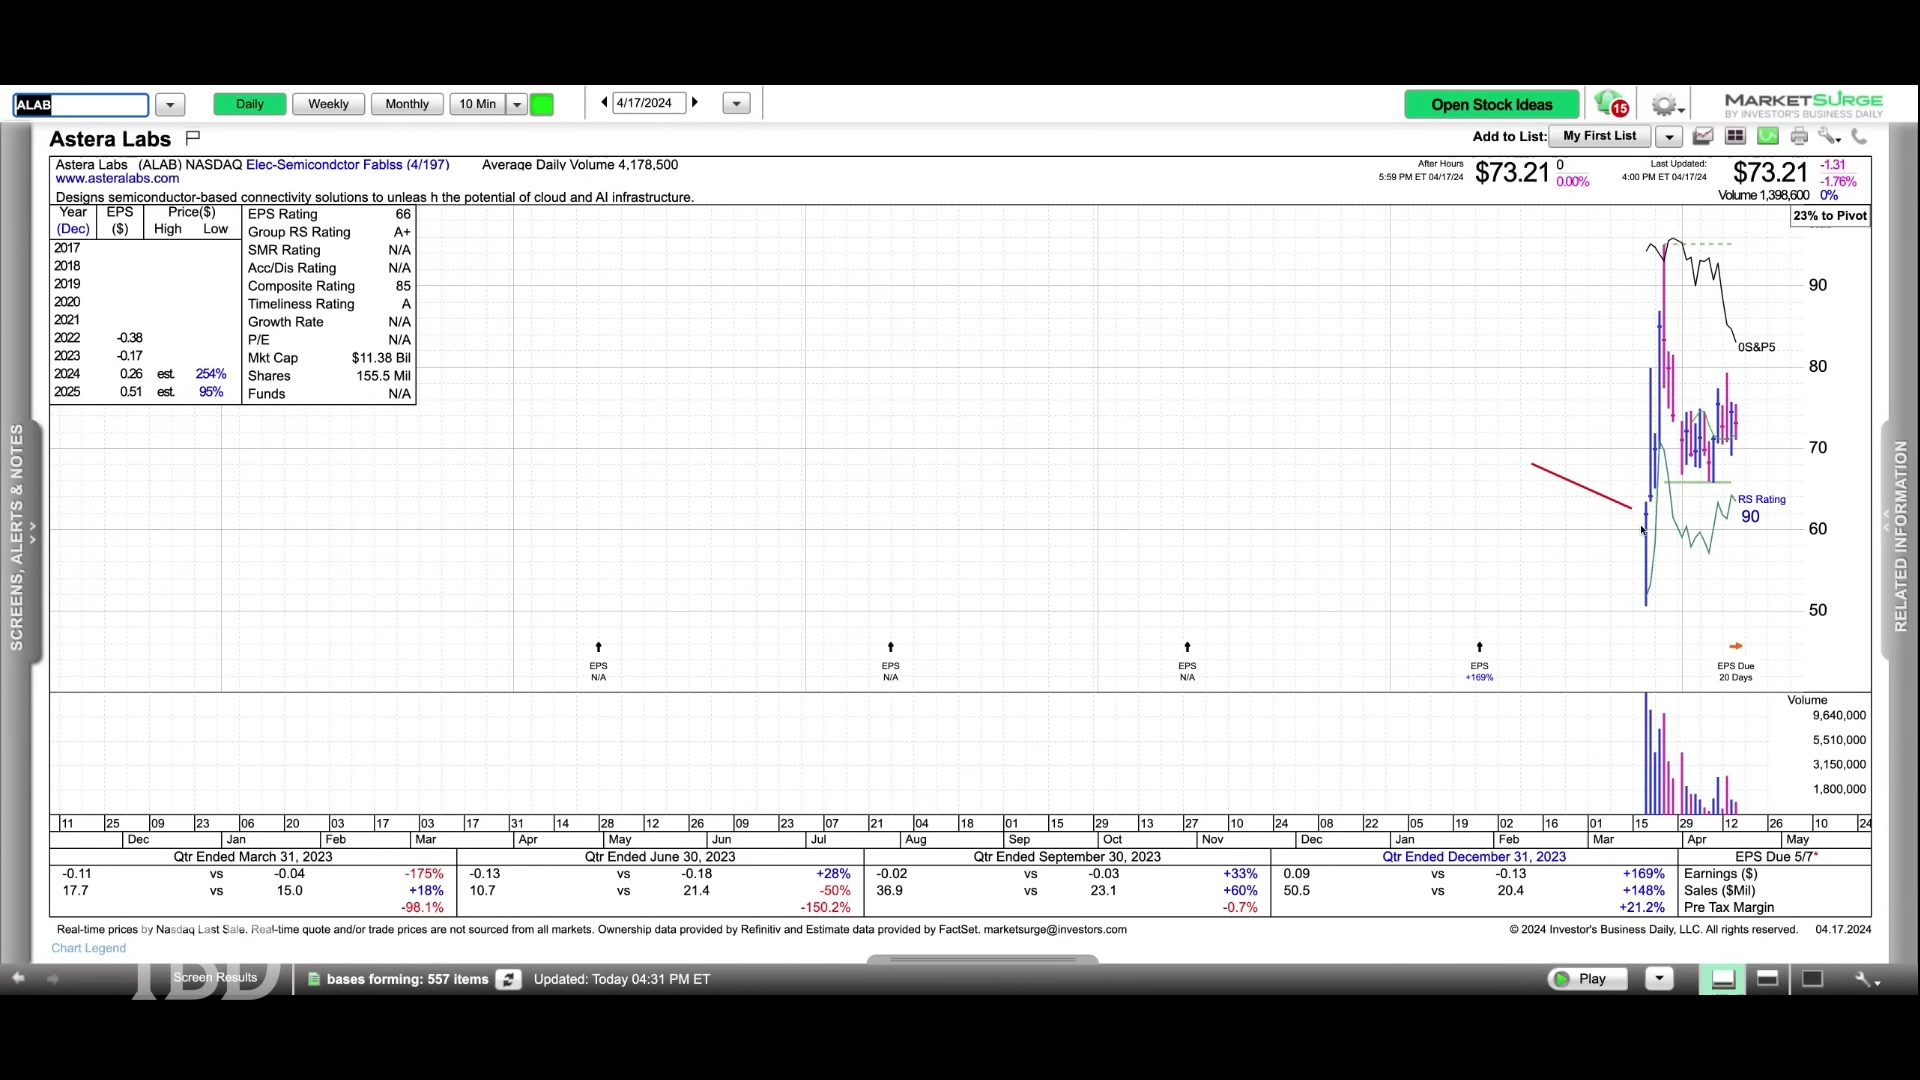 ALAB
Daily
Weekly
Monthly
10 Min
4/17/2024
Open Stock Ideas
15
MARKETSURGE
BY INVESTOR'S BUSINESS DAILY
Astera Labs
Add to List:
My First List
Astera Labs (ALAB) NASDAQ Elec-Semicondctor Fablss (4/197) Average Daily Volume 4,178,500
www.asteralabs.com
Designs semiconductor-based connectivity solutions to unleas h the potential of cloud and AI infrastructure.
After Hours
5:59 PM ET 04/17/24
$73.21
0
0.00%
Last Updated:
4:00 PM ET 04/17/24
$73.21
-1.31
-1.76%
Volume 1,398,600 0%
23% to Pivot
Year EPS Price($)
(Dec) ($) High Low
2017
2018
2019
2020
2021
2022 -0.38
2023 -0.17
2024 0.26 est. 254%
2025 0.51 est. 95%
EPS Rating 66
Group RS Rating A+
SMR Rating N/A
Acc/Dis Rating N/A
Composite Rating 85
Timeliness Rating A
Growth Rate N/A
P/E N/A
Mkt Cap $11.38 Bil
Shares 155.5 Mil
Funds N/A
90
0S&P5
80
70
RS Rating
90
60
50
EPS
N/A
EPS
N/A
EPS
N/A
EPS
+169%
EPS Due
20 Days
Volume
9,640,000
5,510,000
3,150,000
1,800,000
11 25 09 23 06 20 03 17 03 17 31 14 28 12 26 09 23 07 21 04 18 01 15 29 13 27 10 24 08 22 05 19 02 16 01 15 29 12 26 10 24
Dec Jan Feb Mar Apr May Jun Jul Aug Sep Oct Nov Dec Jan Feb Mar Apr May
Qtr Ended March 31, 2023 Qtr Ended June 30, 2023 Qtr Ended September 30, 2023 Qtr Ended December 31, 2023 EPS Due 5/7*
-0.11 vs -0.04 -175% -0.13 vs -0.18 +28% -0.02 vs -0.03 +33% 0.09 vs -0.13 +169% Earnings ($)
17.7 vs 15.0 +18% 10.7 vs 21.4 -50% 36.9 vs 23.1 +60% 50.5 vs 20.4 +148% Sales ($Mil)
-98.1% -150.2% -0.7% +21.2% Pre Tax Margin
Real-time prices by Nasdaq Last Sale. Real-time quote and/or trade prices are not sourced from all markets. Ownership data provided by Refinitiv and Estimate data provided by FactSet. marketsurge@investors.com
© 2024 Investor's Business Daily, LLC. All rights reserved. 04.17.2024
Chart Legend
IBD
Screen Results
bases forming: 557 items
Updated: Today 04:31 PM ET
Play
SCREENS, ALERTS & NOTES
RELATED INFORMATION